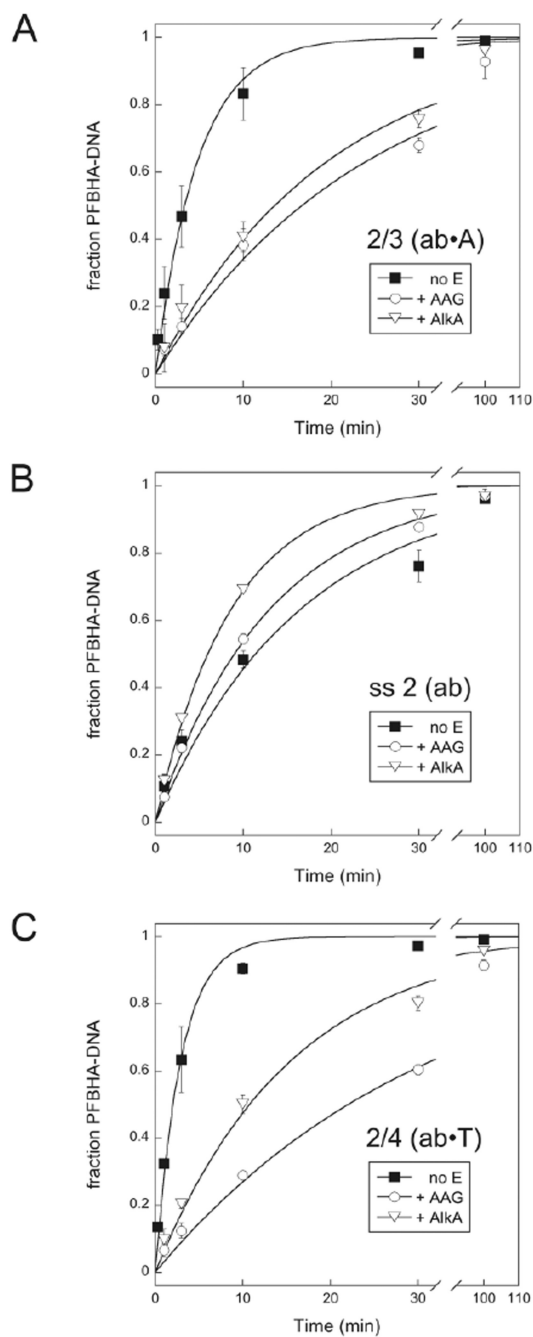 A
fraction PFBHA-DNA
1
0.8
0.6
0.4
0.2
0
2/3 (ab•A)
no E
+ AAG
+ AlkA
0 10 20 30 100 110
Time (min)
B
fraction PFBHA-DNA
1
0.8
0.6
0.4
0.2
0
ss 2 (ab)
no E
+ AAG
+ AlkA
0 10 20 30 100 110
Time (min)
C
fraction PFBHA-DNA
1
0.8
0.6
0.4
0.2
0
2/4 (ab•T)
no E
+ AAG
+ AlkA
0 10 20 30 100 110
Time (min)